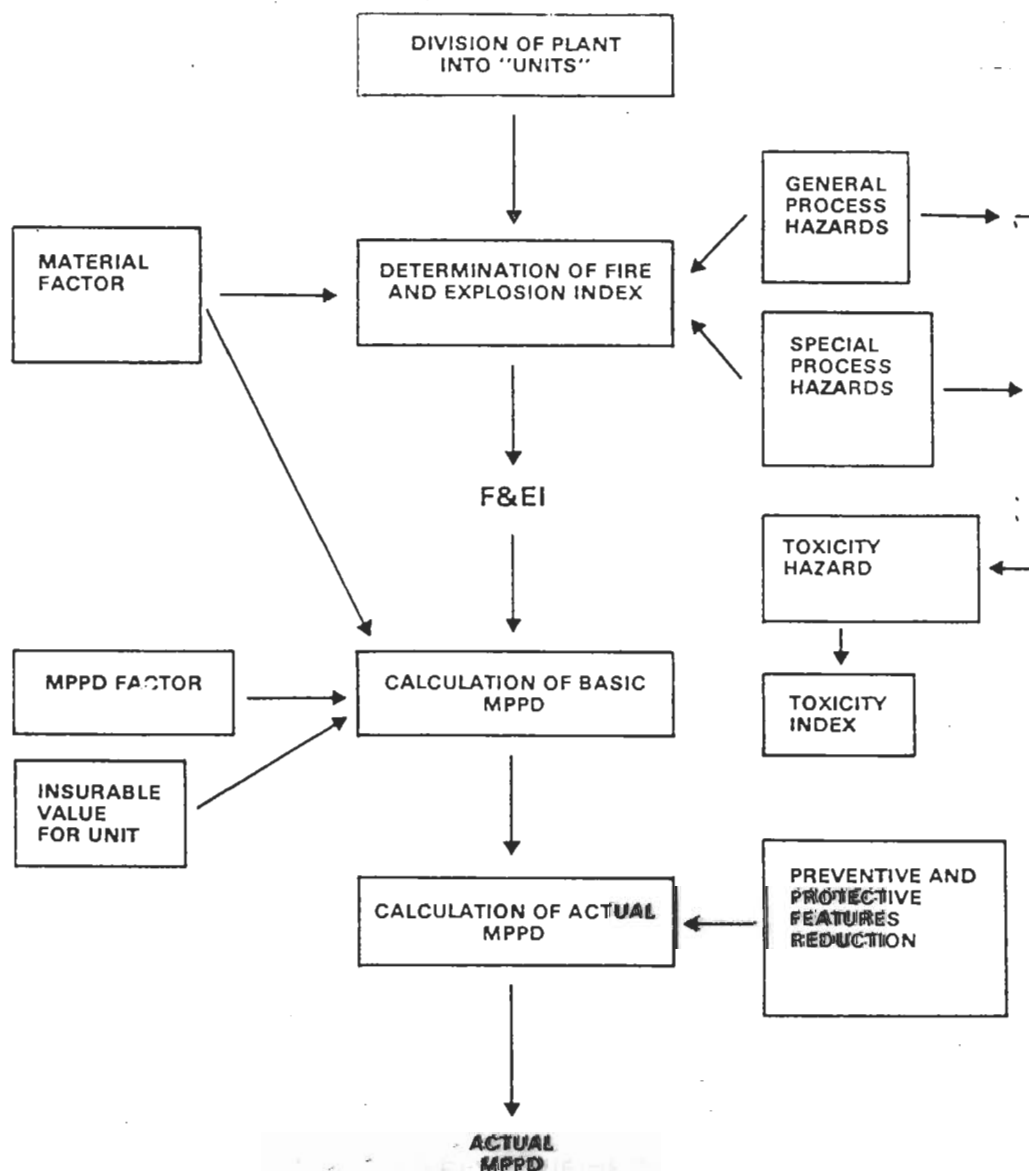 DIVISION OF PLANT
INTO "UNITS"
GENERAL
PROCESS
HAZARDS
MATERIAL
FACTOR
DETERMINATION OF FIRE
AND EXPLOSION INDEX
SPECIAL
PROCESS
HAZARDS
F&EI
TOXICITY
HAZARD
MPPD FACTOR
CALCULATION OF BASIC
MPPD
TOXICITY
INDEX
INSURABLE
VALUE
FOR UNIT
PREVENTIVE AND
PROTECTIVE
FEATURES
REDUCTION
CALCULATION OF ACTUAL
MPPD
ACTUAL
MPPD